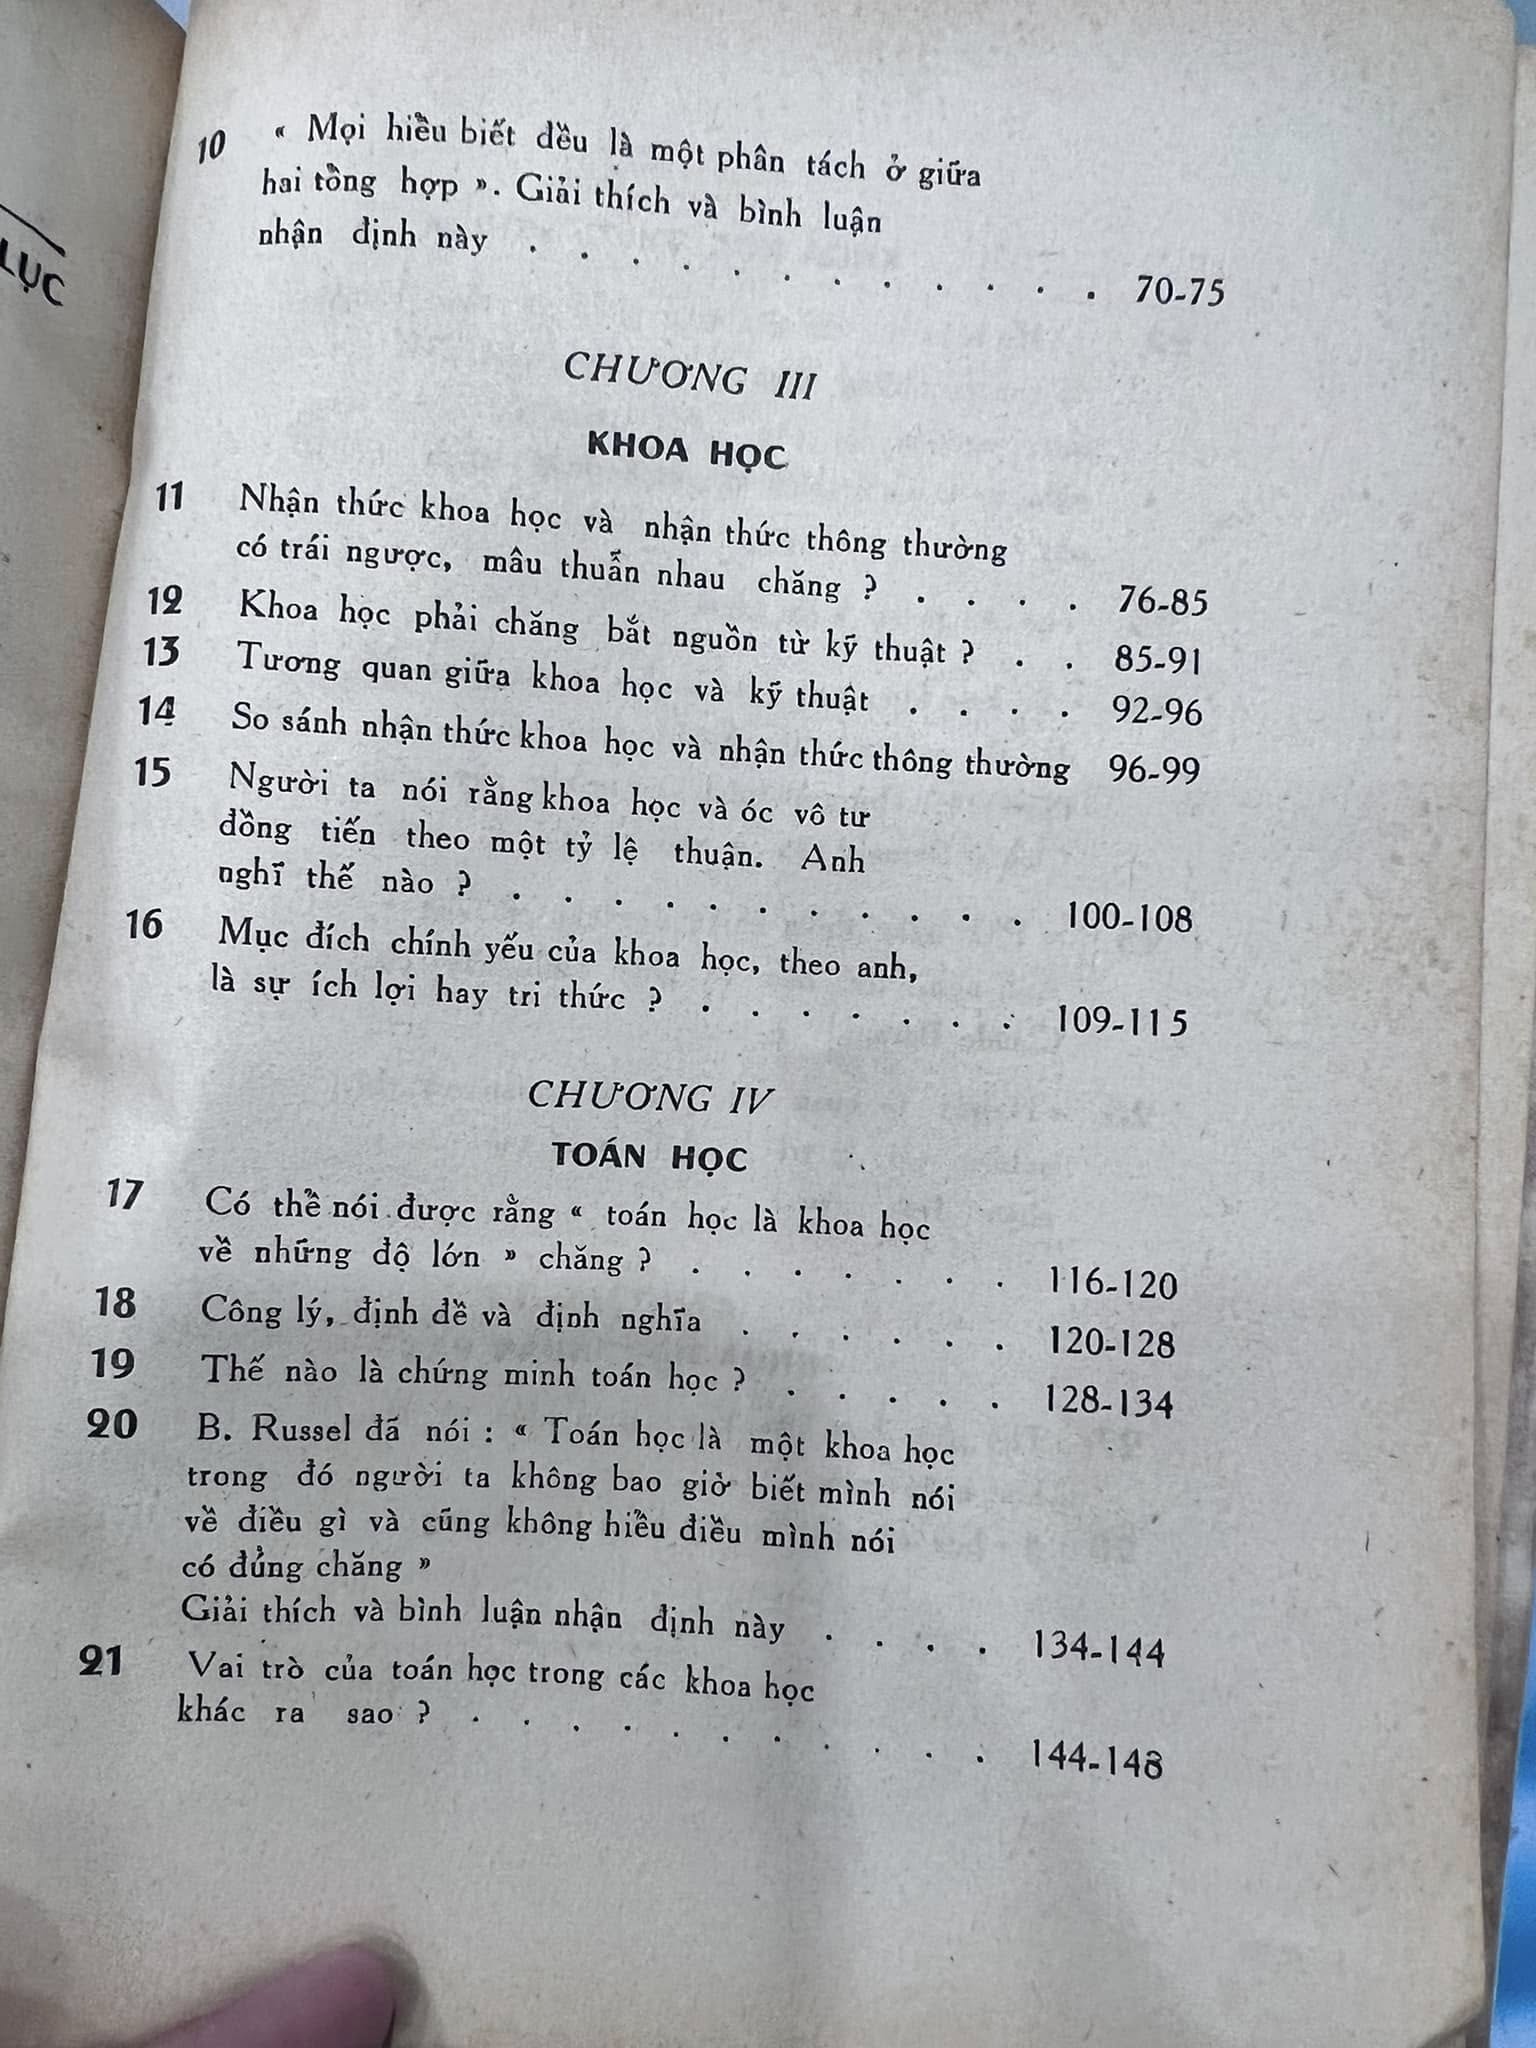 LỤC
10 « Mọi hiểu biết đều là một phân tách ở giữa
hai tổng hợp ». Giải thích và bình luận
nhận định này . . . . . . . . . . . . 70-75
CHƯƠNG III
KHOA HỌC
11 Nhận thức khoa học và nhận thức thông thường
có trái ngược, mâu thuẫn nhau chăng ? . . . . 76-85
12 Khoa học phải chăng bắt nguồn từ kỹ thuật ? . . 85-91
13 Tương quan giữa khoa học và kỹ thuật . . . . 92-96
14 So sánh nhận thức khoa học và nhận thức thông thường 96-99
15 Người ta nói rằng khoa học và óc vô tư
đồng tiến theo một tỷ lệ thuận. Anh
nghĩ thế nào ? . . . . . . . . . . . 100-108
16 Mục đích chính yếu của khoa học, theo anh,
là sự ích lợi hay tri thức ? . . . . . . . 109-115
CHƯƠNG IV
TOÁN HỌC
17 Có thể nói được rằng « toán học là khoa học
về những độ lớn » chăng ? . . . . . . . 116-120
18 Công lý, định đề và định nghĩa . . . . . . 120-128
19 Thế nào là chứng minh toán học ? . . . . . 128-134
20 B. Russel đã nói : « Toán học là một khoa học
trong đó người ta không bao giờ biết mình nói
về điều gì và cũng không hiểu điều mình nói
có đủng chăng »
Giải thích và bình luận nhận định này . . . . 134-144
21 Vai trò của toán học trong các khoa học
khác ra sao ? . . . . . . . . . . . 144-148